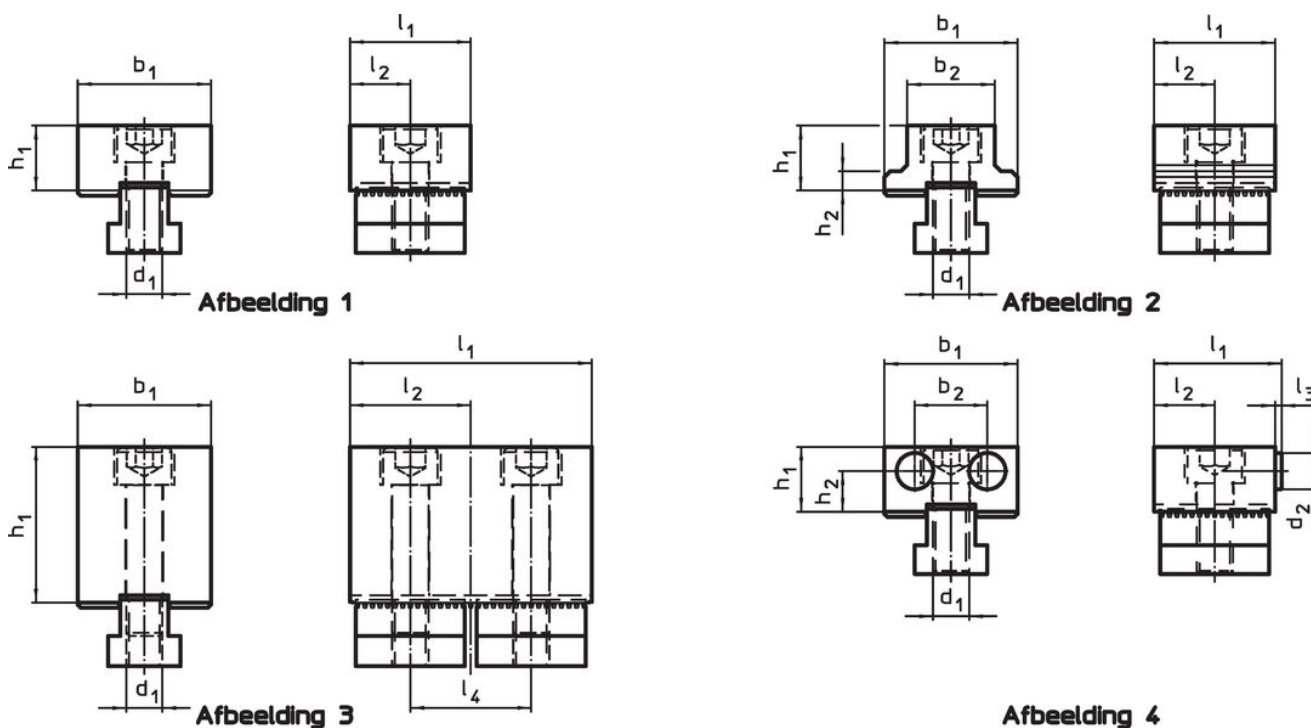 b₁
l₁
l₂
h₁
d₁
Afbeelding 1
b₁
b₂
l₁
l₂
h₁
h₂
d₁
Afbeelding 2
b₁
l₁
l₂
h₁
d₁
l₄
Afbeelding 3
b₁
b₂
l₁
l₂
l₃
h₁
h₂
d₁
d₂
Afbeelding 4